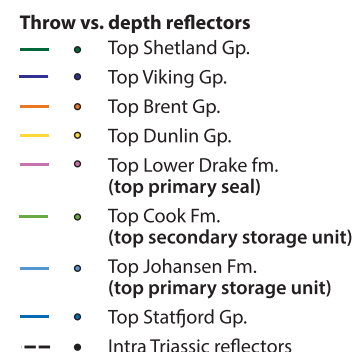 Throw vs. depth reflectors
Top Shetland Gp.
Top Viking Gp.
Top Brent Gp.
Top Dunlin Gp.
Top Lower Drake fm.
(top primary seal)
Top Cook Fm.
(top secondary storage unit)
Top Johansen Fm.
(top primary storage unit)
Top Statfjord Gp.
Intra Triassic reflectors